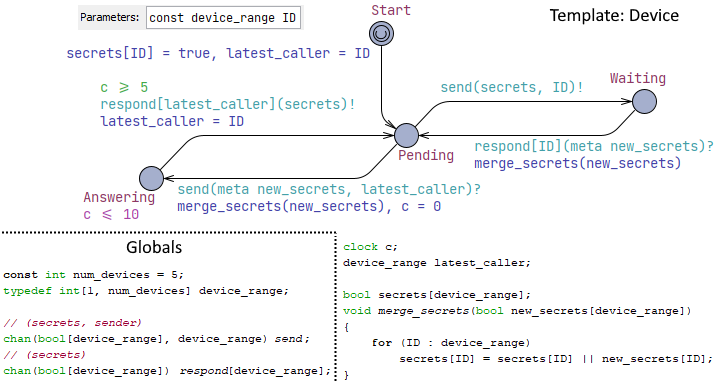 Parameters: const device_range ID
Start
Template: Device
secrets[ID] = true, latest_caller = ID
c ≥ 5
respond[latest_caller](secrets)!
latest_caller = ID
send(secrets, ID)!
Waiting
respond[ID](meta new_secrets)?
merge_secrets(new_secrets)
Pending
Answering
c ≤ 10
send(meta new_secrets, latest_caller)?
merge_secrets(new_secrets), c = 0
Globals
const int num_devices = 5;
typedef int[1, num_devices] device_range;
// (secrets, sender)
chan(bool[device_range], device_range) send;
// (secrets)
chan(bool[device_range]) respond[device_range];
clock c;
device_range latest_caller;
bool secrets[device_range];
void merge_secrets(bool new_secrets[device_range])
{
for (ID : device_range)
secrets[ID] = secrets[ID] || new_secrets[ID];
}